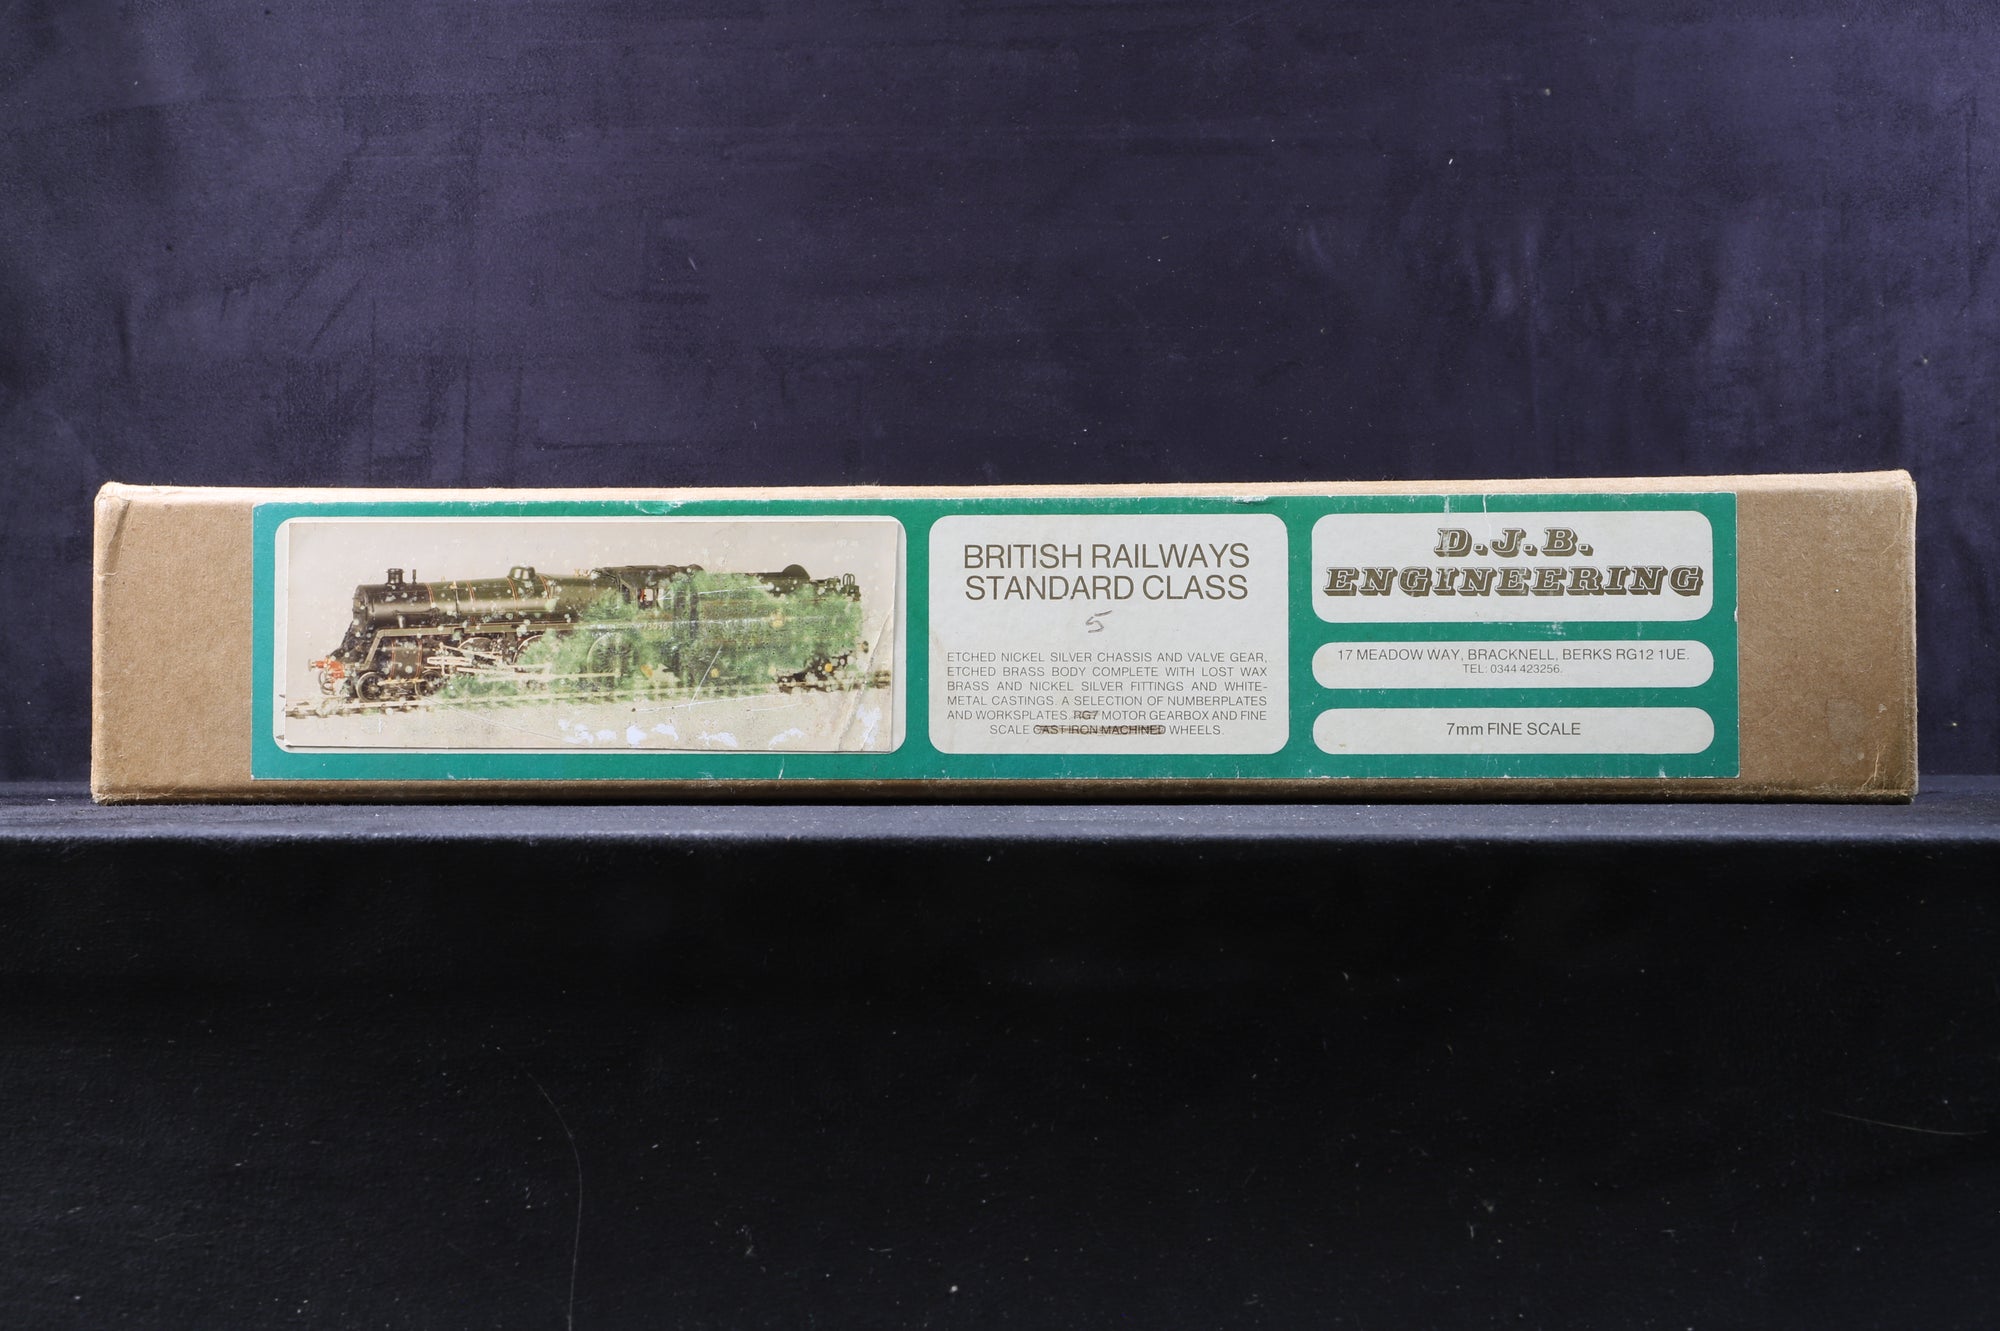 BRITISH RAILWAYS
STANDARD CLASS
5
ETCHED NICKEL SILVER CHASSIS AND VALVE GEAR,
ETCHED BRASS BODY COMPLETE WITH LOST WAX
BRASS AND NICKEL SILVER FITTINGS AND WHITE-
METAL CASTINGS. A SELECTION OF NUMBERPLATES
AND WORKSPLATES. RG7 MOTOR GEARBOX AND FINE
SCALE CAST IRON MACHINED WHEELS.
D.J.B.
ENGINEERING
17 MEADOW WAY, BRACKNELL, BERKS RG12 1UE.
TEL: 0344 423256.
7mm FINE SCALE